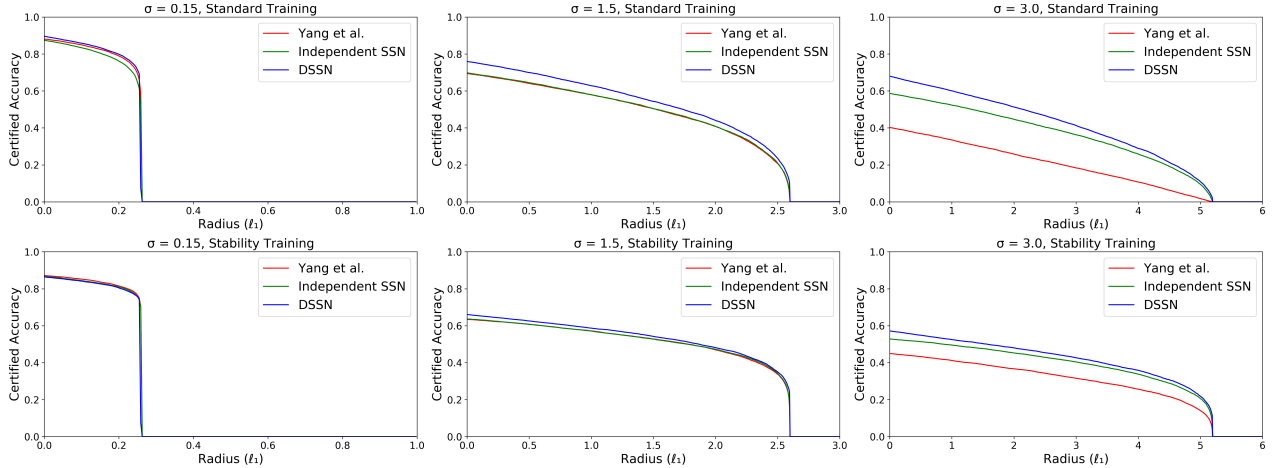 σ = 0.15, Standard Training
Certified Accuracy
1.0
0.8
0.6
0.4
0.2
0.0
Yang et al.
Independent SSN
DSSN
0.0 0.2 0.4 0.6 0.8 1.0
Radius (ℓ₁)
σ = 1.5, Standard Training
Certified Accuracy
1.0
0.8
0.6
0.4
0.2
0.0
Yang et al.
Independent SSN
DSSN
0.0 0.5 1.0 1.5 2.0 2.5 3.0
Radius (ℓ₁)
σ = 3.0, Standard Training
Certified Accuracy
1.0
0.8
0.6
0.4
0.2
0.0
Yang et al.
Independent SSN
DSSN
0 1 2 3 4 5 6
Radius (ℓ₁)
σ = 0.15, Stability Training
Certified Accuracy
1.0
0.8
0.6
0.4
0.2
0.0
Yang et al.
Independent SSN
DSSN
0.0 0.2 0.4 0.6 0.8 1.0
Radius (ℓ₁)
σ = 1.5, Stability Training
Certified Accuracy
1.0
0.8
0.6
0.4
0.2
0.0
Yang et al.
Independent SSN
DSSN
0.0 0.5 1.0 1.5 2.0 2.5 3.0
Radius (ℓ₁)
σ = 3.0, Stability Training
Certified Accuracy
1.0
0.8
0.6
0.4
0.2
0.0
Yang et al.
Independent SSN
DSSN
0 1 2 3 4 5 6
Radius (ℓ₁)